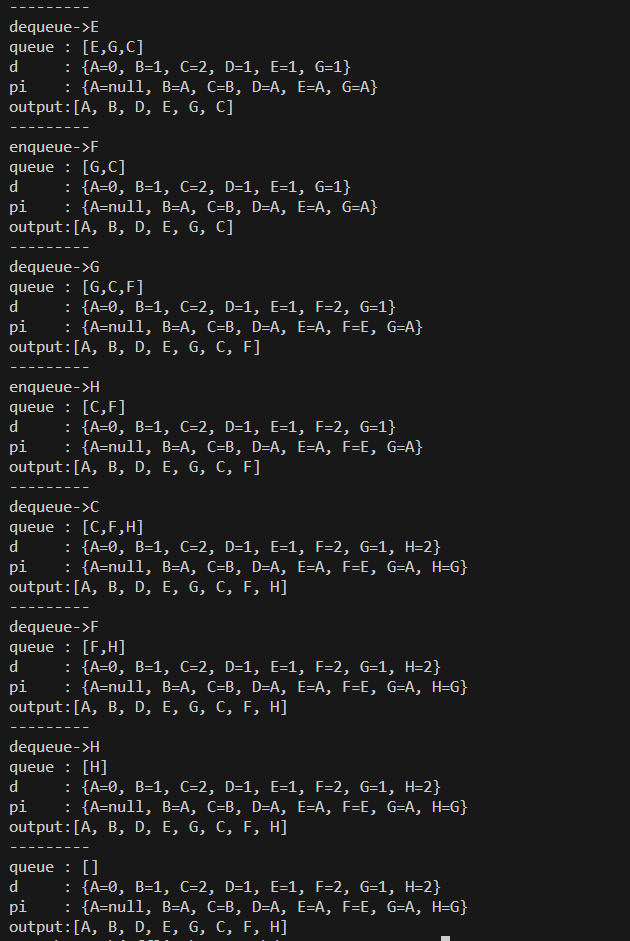 ---------
dequeue->E
queue : [E,G,C]
d     : {A=0, B=1, C=2, D=1, E=1, G=1}
pi    : {A=null, B=A, C=B, D=A, E=A, G=A}
output:[A, B, D, E, G, C]
---------
enqueue->F
queue : [G,C]
d     : {A=0, B=1, C=2, D=1, E=1, G=1}
pi    : {A=null, B=A, C=B, D=A, E=A, G=A}
output:[A, B, D, E, G, C]
---------
dequeue->G
queue : [G,C,F]
d     : {A=0, B=1, C=2, D=1, E=1, F=2, G=1}
pi    : {A=null, B=A, C=B, D=A, E=A, F=E, G=A}
output:[A, B, D, E, G, C, F]
---------
enqueue->H
queue : [C,F]
d     : {A=0, B=1, C=2, D=1, E=1, F=2, G=1}
pi    : {A=null, B=A, C=B, D=A, E=A, F=E, G=A}
output:[A, B, D, E, G, C, F]
---------
dequeue->C
queue : [C,F,H]
d     : {A=0, B=1, C=2, D=1, E=1, F=2, G=1, H=2}
pi    : {A=null, B=A, C=B, D=A, E=A, F=E, G=A, H=G}
output:[A, B, D, E, G, C, F, H]
---------
dequeue->F
queue : [F,H]
d     : {A=0, B=1, C=2, D=1, E=1, F=2, G=1, H=2}
pi    : {A=null, B=A, C=B, D=A, E=A, F=E, G=A, H=G}
output:[A, B, D, E, G, C, F, H]
---------
dequeue->H
queue : [H]
d     : {A=0, B=1, C=2, D=1, E=1, F=2, G=1, H=2}
pi    : {A=null, B=A, C=B, D=A, E=A, F=E, G=A, H=G}
output:[A, B, D, E, G, C, F, H]
---------
queue : []
d     : {A=0, B=1, C=2, D=1, E=1, F=2, G=1, H=2}
pi    : {A=null, B=A, C=B, D=A, E=A, F=E, G=A, H=G}
output:[A, B, D, E, G, C, F, H]